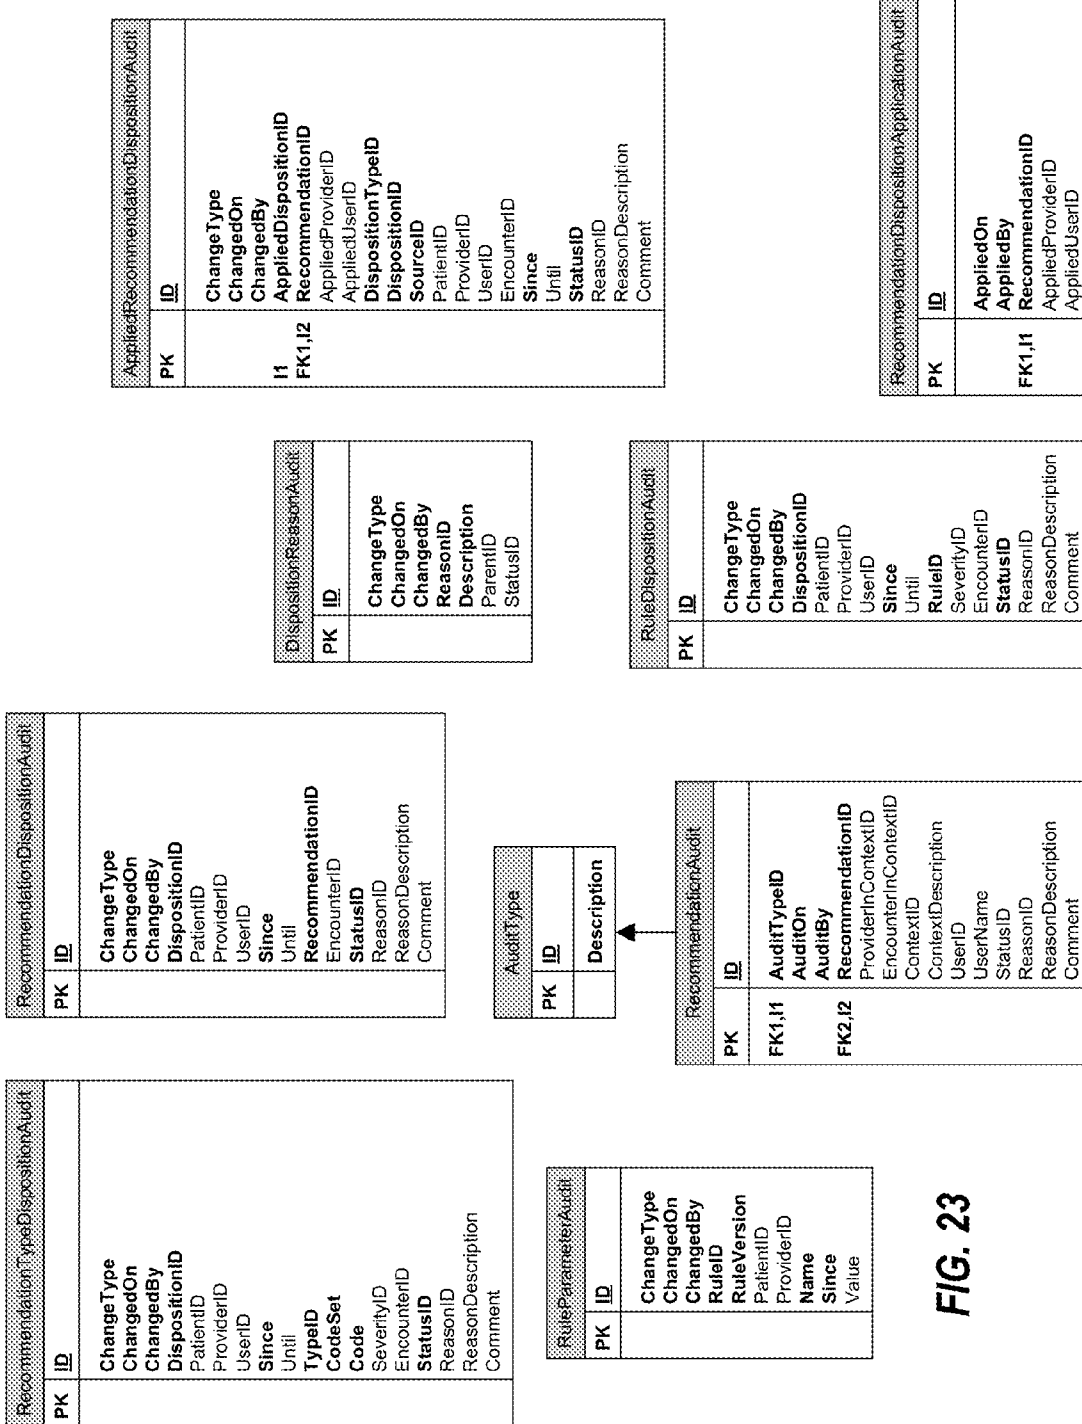 RecommendationTypeDispositionAudit
PK ID
ChangeType
ChangedOn
ChangedBy
DispositionID
PatientID
ProviderID
UserID
Since
Until
TypeID
CodeSet
Code
SeverityID
EncounterID
StatusID
ReasonID
ReasonDescription
Comment
RecommendationDispositionAudit
PK ID
ChangeType
ChangedOn
ChangedBy
DispositionID
PatientID
ProviderID
UserID
Since
Until
RecommendationID
EncounterID
StatusID
ReasonID
ReasonDescription
Comment
DispositionReasonAudit
PK ID
ChangeType
ChangedOn
ChangedBy
ReasonID
Description
ParentID
StatusID
AppliedRecommendationDispositionAudit
PK ID
ChangeType
ChangedOn
ChangedBy
I1 AppliedDispositionID
FK1,I2 RecommendationID
AppliedProviderID
AppliedUserID
DispositionTypeID
DispositionID
SourceID
PatientID
ProviderID
UserID
EncounterID
Since
Until
StatusID
ReasonID
ReasonDescription
Comment
RuleParameterAudit
PK ID
ChangeType
ChangedOn
ChangedBy
RuleID
RuleVersion
PatientID
ProviderID
Name
Since
Value
AuditType
PK ID
Description
RecommendationAudit
PK ID
FK1,I1 AuditTypeID
AuditOn
AuditBy
FK2,I2 RecommendationID
ProviderInContextID
EncounterInContextID
ContextID
ContextDescription
UserID
UserName
StatusID
ReasonID
ReasonDescription
Comment
RuleDispositionAudit
PK ID
ChangeType
ChangedOn
ChangedBy
DispositionID
PatientID
ProviderID
UserID
Since
Until
RuleID
SeverityID
EncounterID
StatusID
ReasonID
ReasonDescription
Comment
RecommendationDispositionApplicationAudit
PK ID
AppliedOn
AppliedBy
FK1,I1 RecommendationID
AppliedProviderID
AppliedUserID
FIG. 23